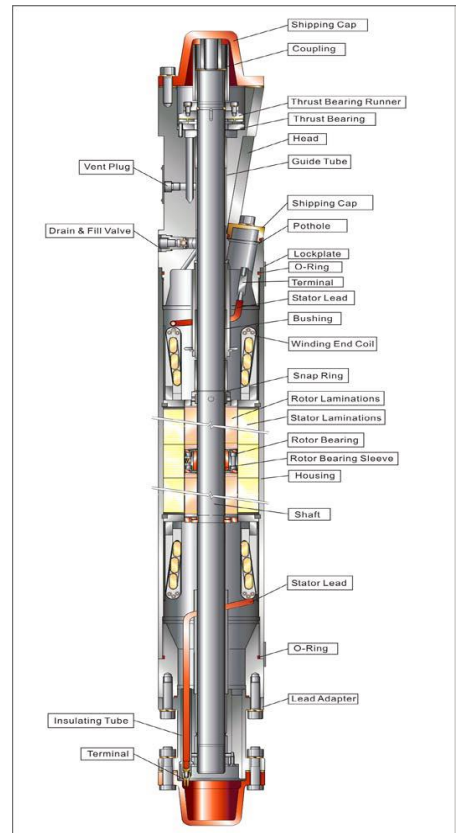 Shipping Cap
Coupling
Thrust Bearing Runner
Thrust Bearing
Head
Guide Tube
Vent Plug
Shipping Cap
Pothole
Drain & Fill Valve
Lockplate
O-Ring
Terminal
Stator Lead
Bushing
Winding End Coil
Snap Ring
Rotor Laminations
Stator Laminations
Rotor Bearing
Rotor Bearing Sleeve
Housing
Shaft
Stator Lead
O-Ring
Lead Adapter
Insulating Tube
Terminal